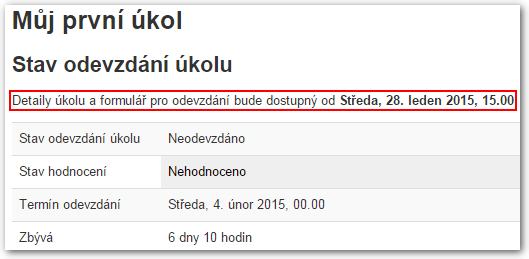 Můj první úkol
Stav odevzdání úkolu
Detaily úkolu a formulář pro odevzdání bude dostupný od Středa, 28. leden 2015, 15.00
Stav odevzdání úkolu Neodevzdáno
Stav hodnocení Nehodnoceno
Termín odevzdání Středa, 4. únor 2015, 00.00
Zbývá 6 dny 10 hodin